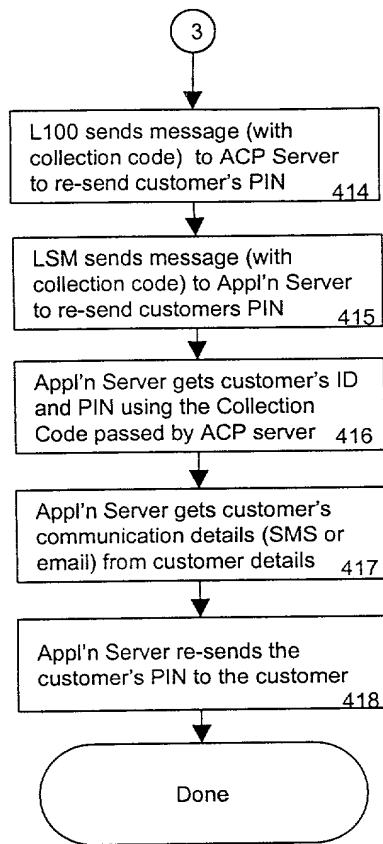 3
L100 sends message (with
collection code) to ACP Server
to re-send customer's PIN
414
LSM sends message (with
collection code) to Appl'n Server
to re-send customers PIN
415
Appl'n Server gets customer's ID
and PIN using the Collection
Code passed by ACP server
416
Appl'n Server gets customer's
communication details (SMS or
email) from customer details
417
Appl'n Server re-sends the
customer's PIN to the customer
418
Done